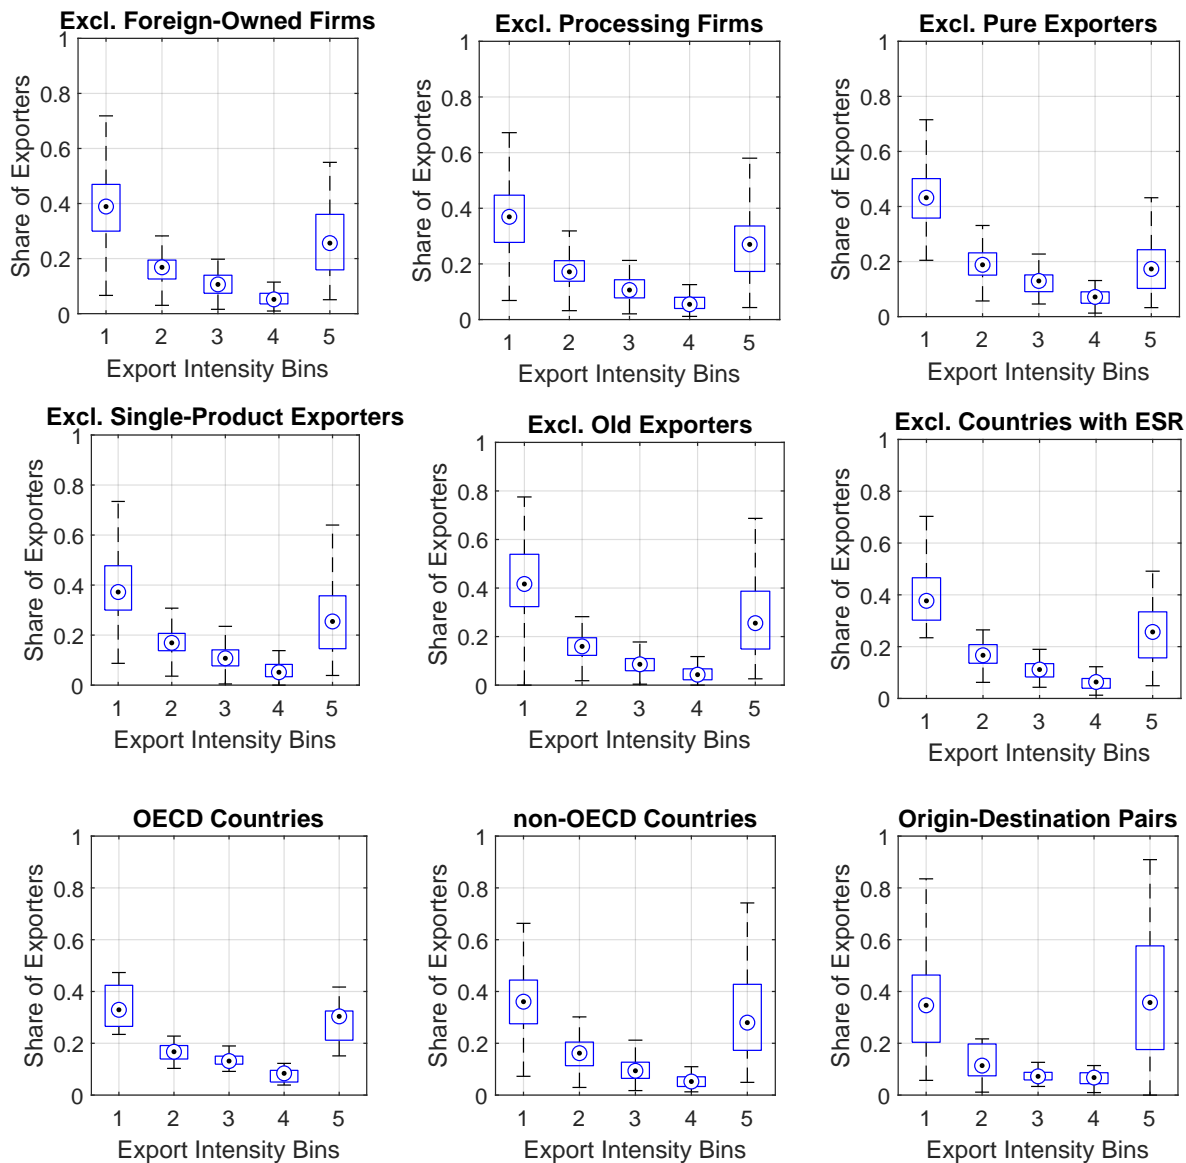 Excl. Foreign-Owned Firms
Share of Exporters
1
0.8
0.6
0.4
0.2
0
1 2 3 4 5
Export Intensity Bins
Excl. Processing Firms
Share of Exporters
1
0.8
0.6
0.4
0.2
0
1 2 3 4 5
Export Intensity Bins
Excl. Pure Exporters
Share of Exporters
1
0.8
0.6
0.4
0.2
0
1 2 3 4 5
Export Intensity Bins
Excl. Single-Product Exporters
Share of Exporters
1
0.8
0.6
0.4
0.2
0
1 2 3 4 5
Export Intensity Bins
Excl. Old Exporters
Share of Exporters
1
0.8
0.6
0.4
0.2
0
1 2 3 4 5
Export Intensity Bins
Excl. Countries with ESR
Share of Exporters
1
0.8
0.6
0.4
0.2
0
1 2 3 4 5
Export Intensity Bins
OECD Countries
Share of Exporters
1
0.8
0.6
0.4
0.2
0
1 2 3 4 5
Export Intensity Bins
non-OECD Countries
Share of Exporters
1
0.8
0.6
0.4
0.2
0
1 2 3 4 5
Export Intensity Bins
Origin-Destination Pairs
Share of Exporters
1
0.8
0.6
0.4
0.2
0
1 2 3 4 5
Export Intensity Bins